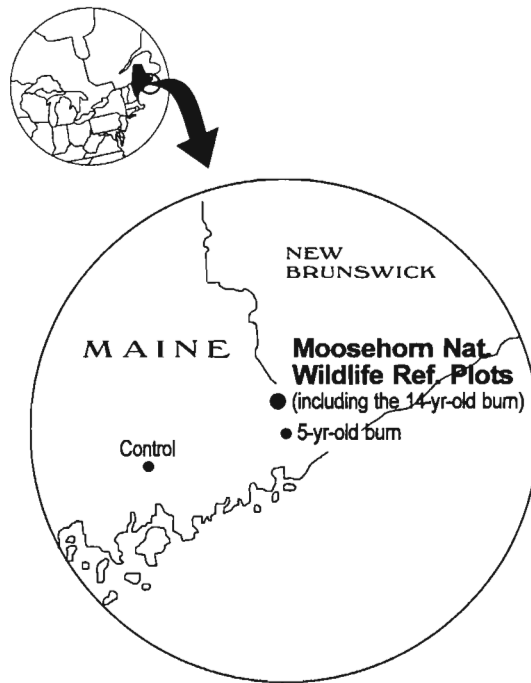 NEW
BRUNSWICK
MAINE
Moosehorn Nat.
Wildlife Ref. Plots
(including the 14-yr-old burn)
5-yr-old burn
Control